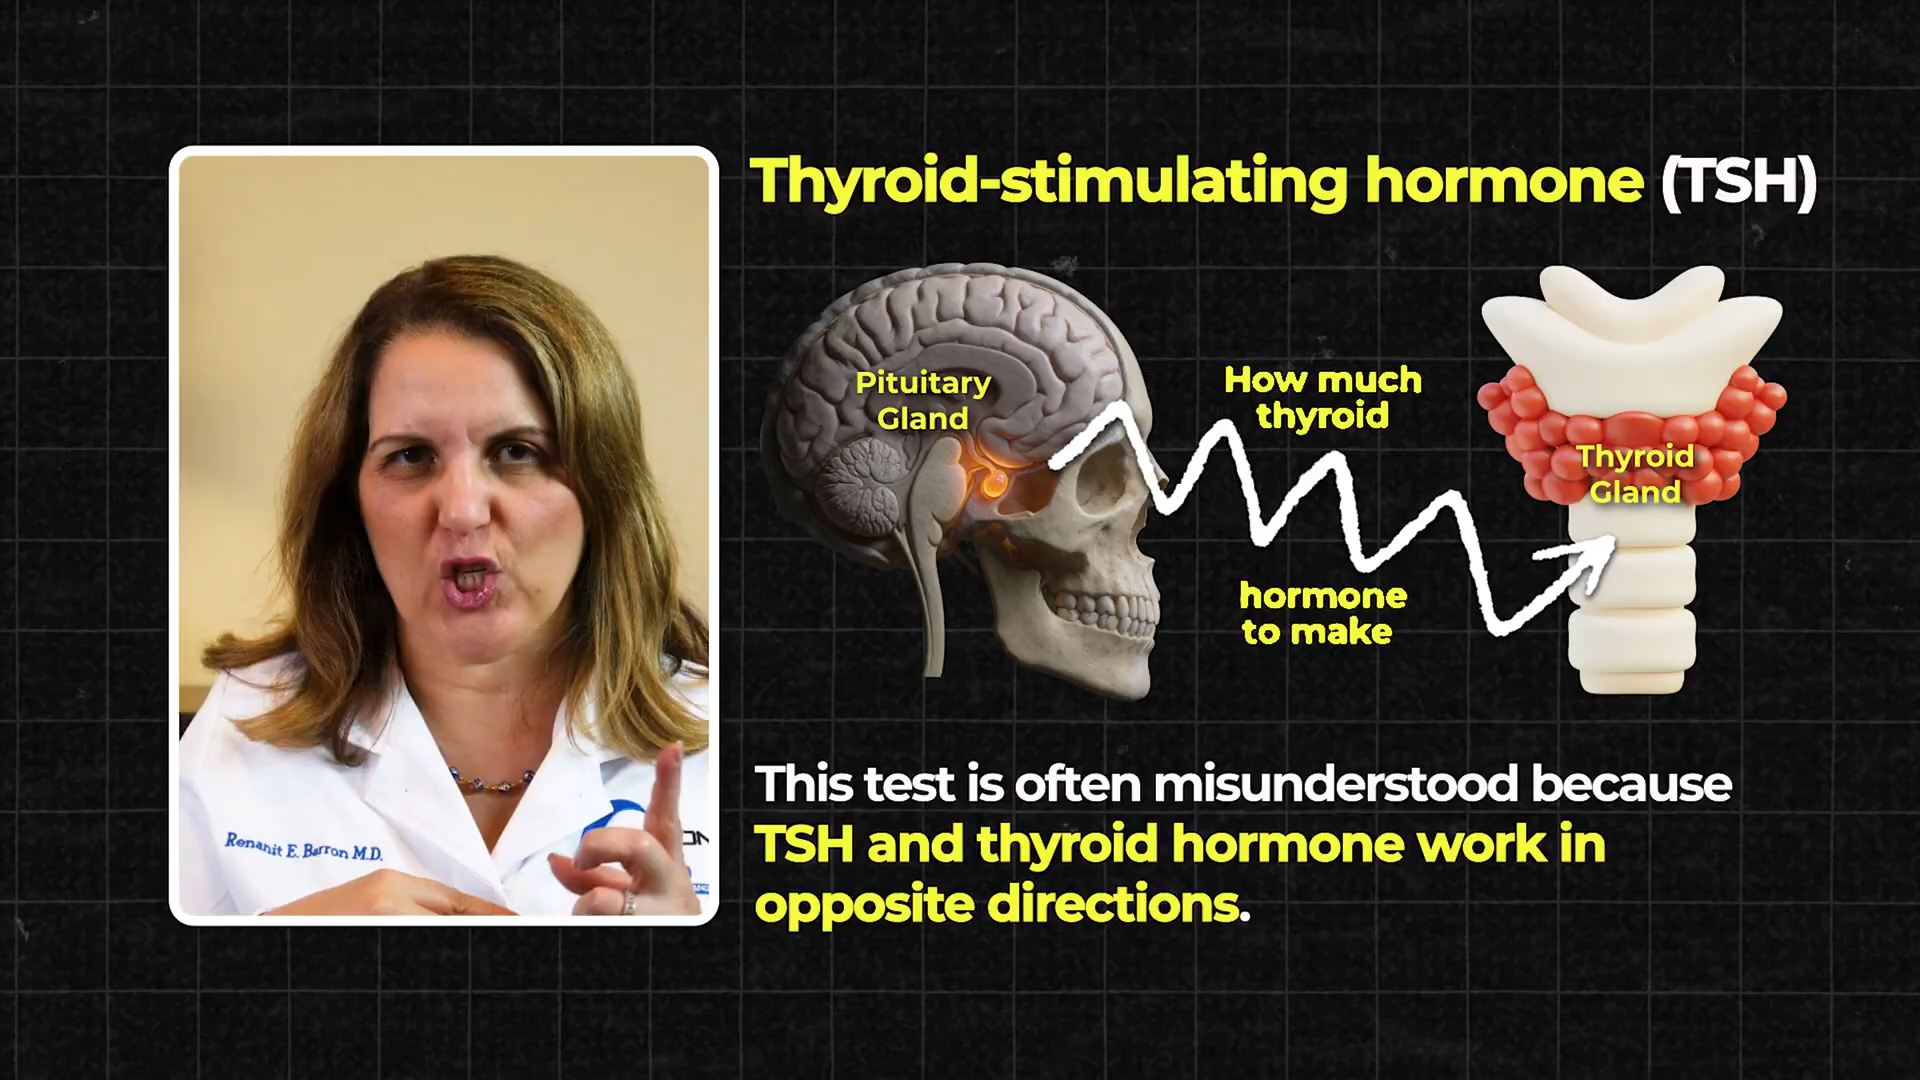 Thyroid-stimulating hormone (TSH)
Pituitary
Gland
How much
thyroid
hormone
to make
Thyroid
Gland
This test is often misunderstood because
TSH and thyroid hormone work in
opposite directions.
Renanit E. Barron M.D.